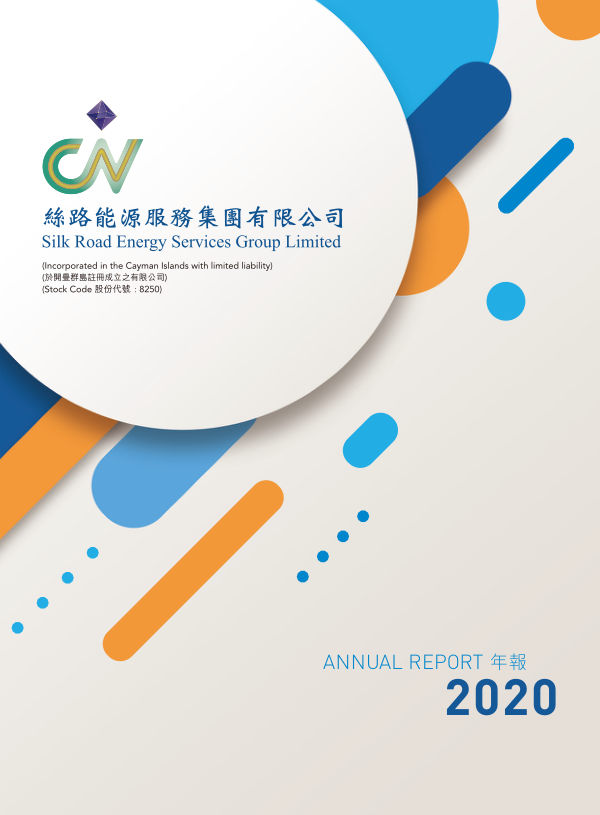 CN
絲路能源服務集團有限公司
Silk Road Energy Services Group Limited
(Incorporated in the Cayman Islands with limited liability)
(於開曼群島註冊成立之有限公司)
(Stock Code 股份代號 : 8250)
ANNUAL REPORT 年報
2020